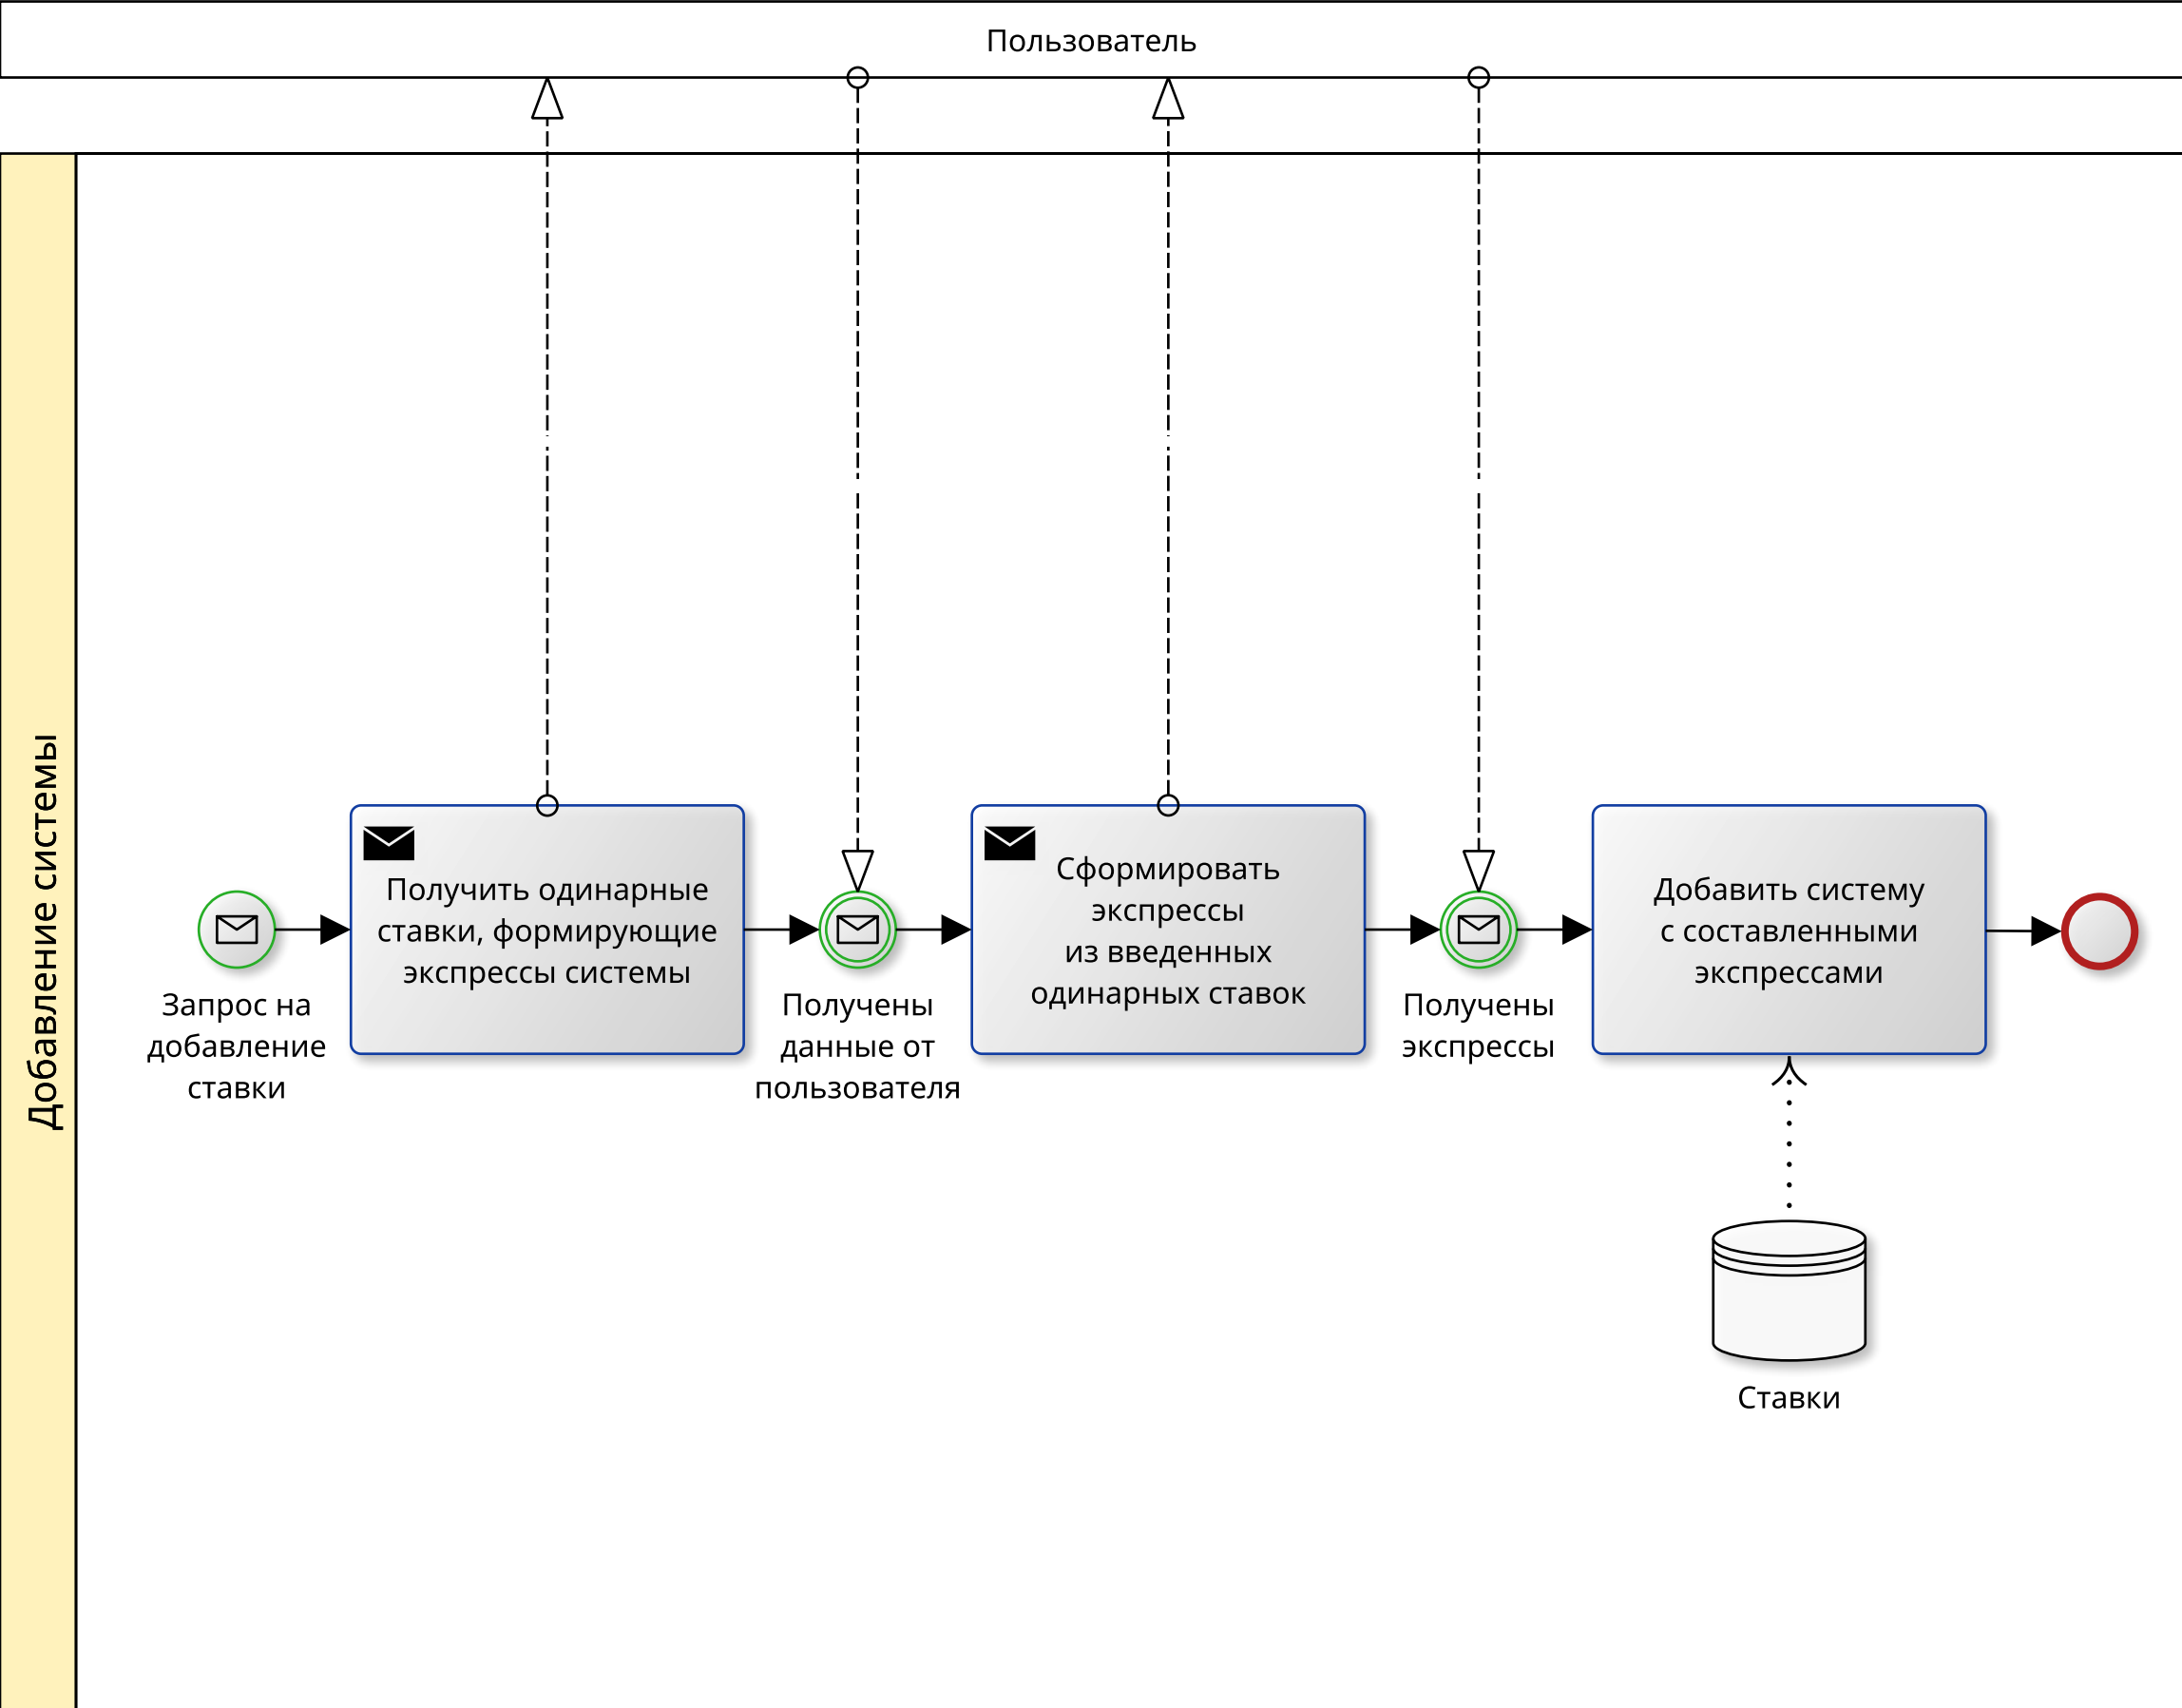 Пользователь
Добавление системы
Запрос на
добавление
ставки
Получить одинарные
ставки, формирующие
экспрессы системы
Получены
данные от
пользователя
Сформировать
экспрессы
из введенных
одинарных ставок
Получены
экспрессы
Добавить систему
с составленными
экспрессами
Ставки